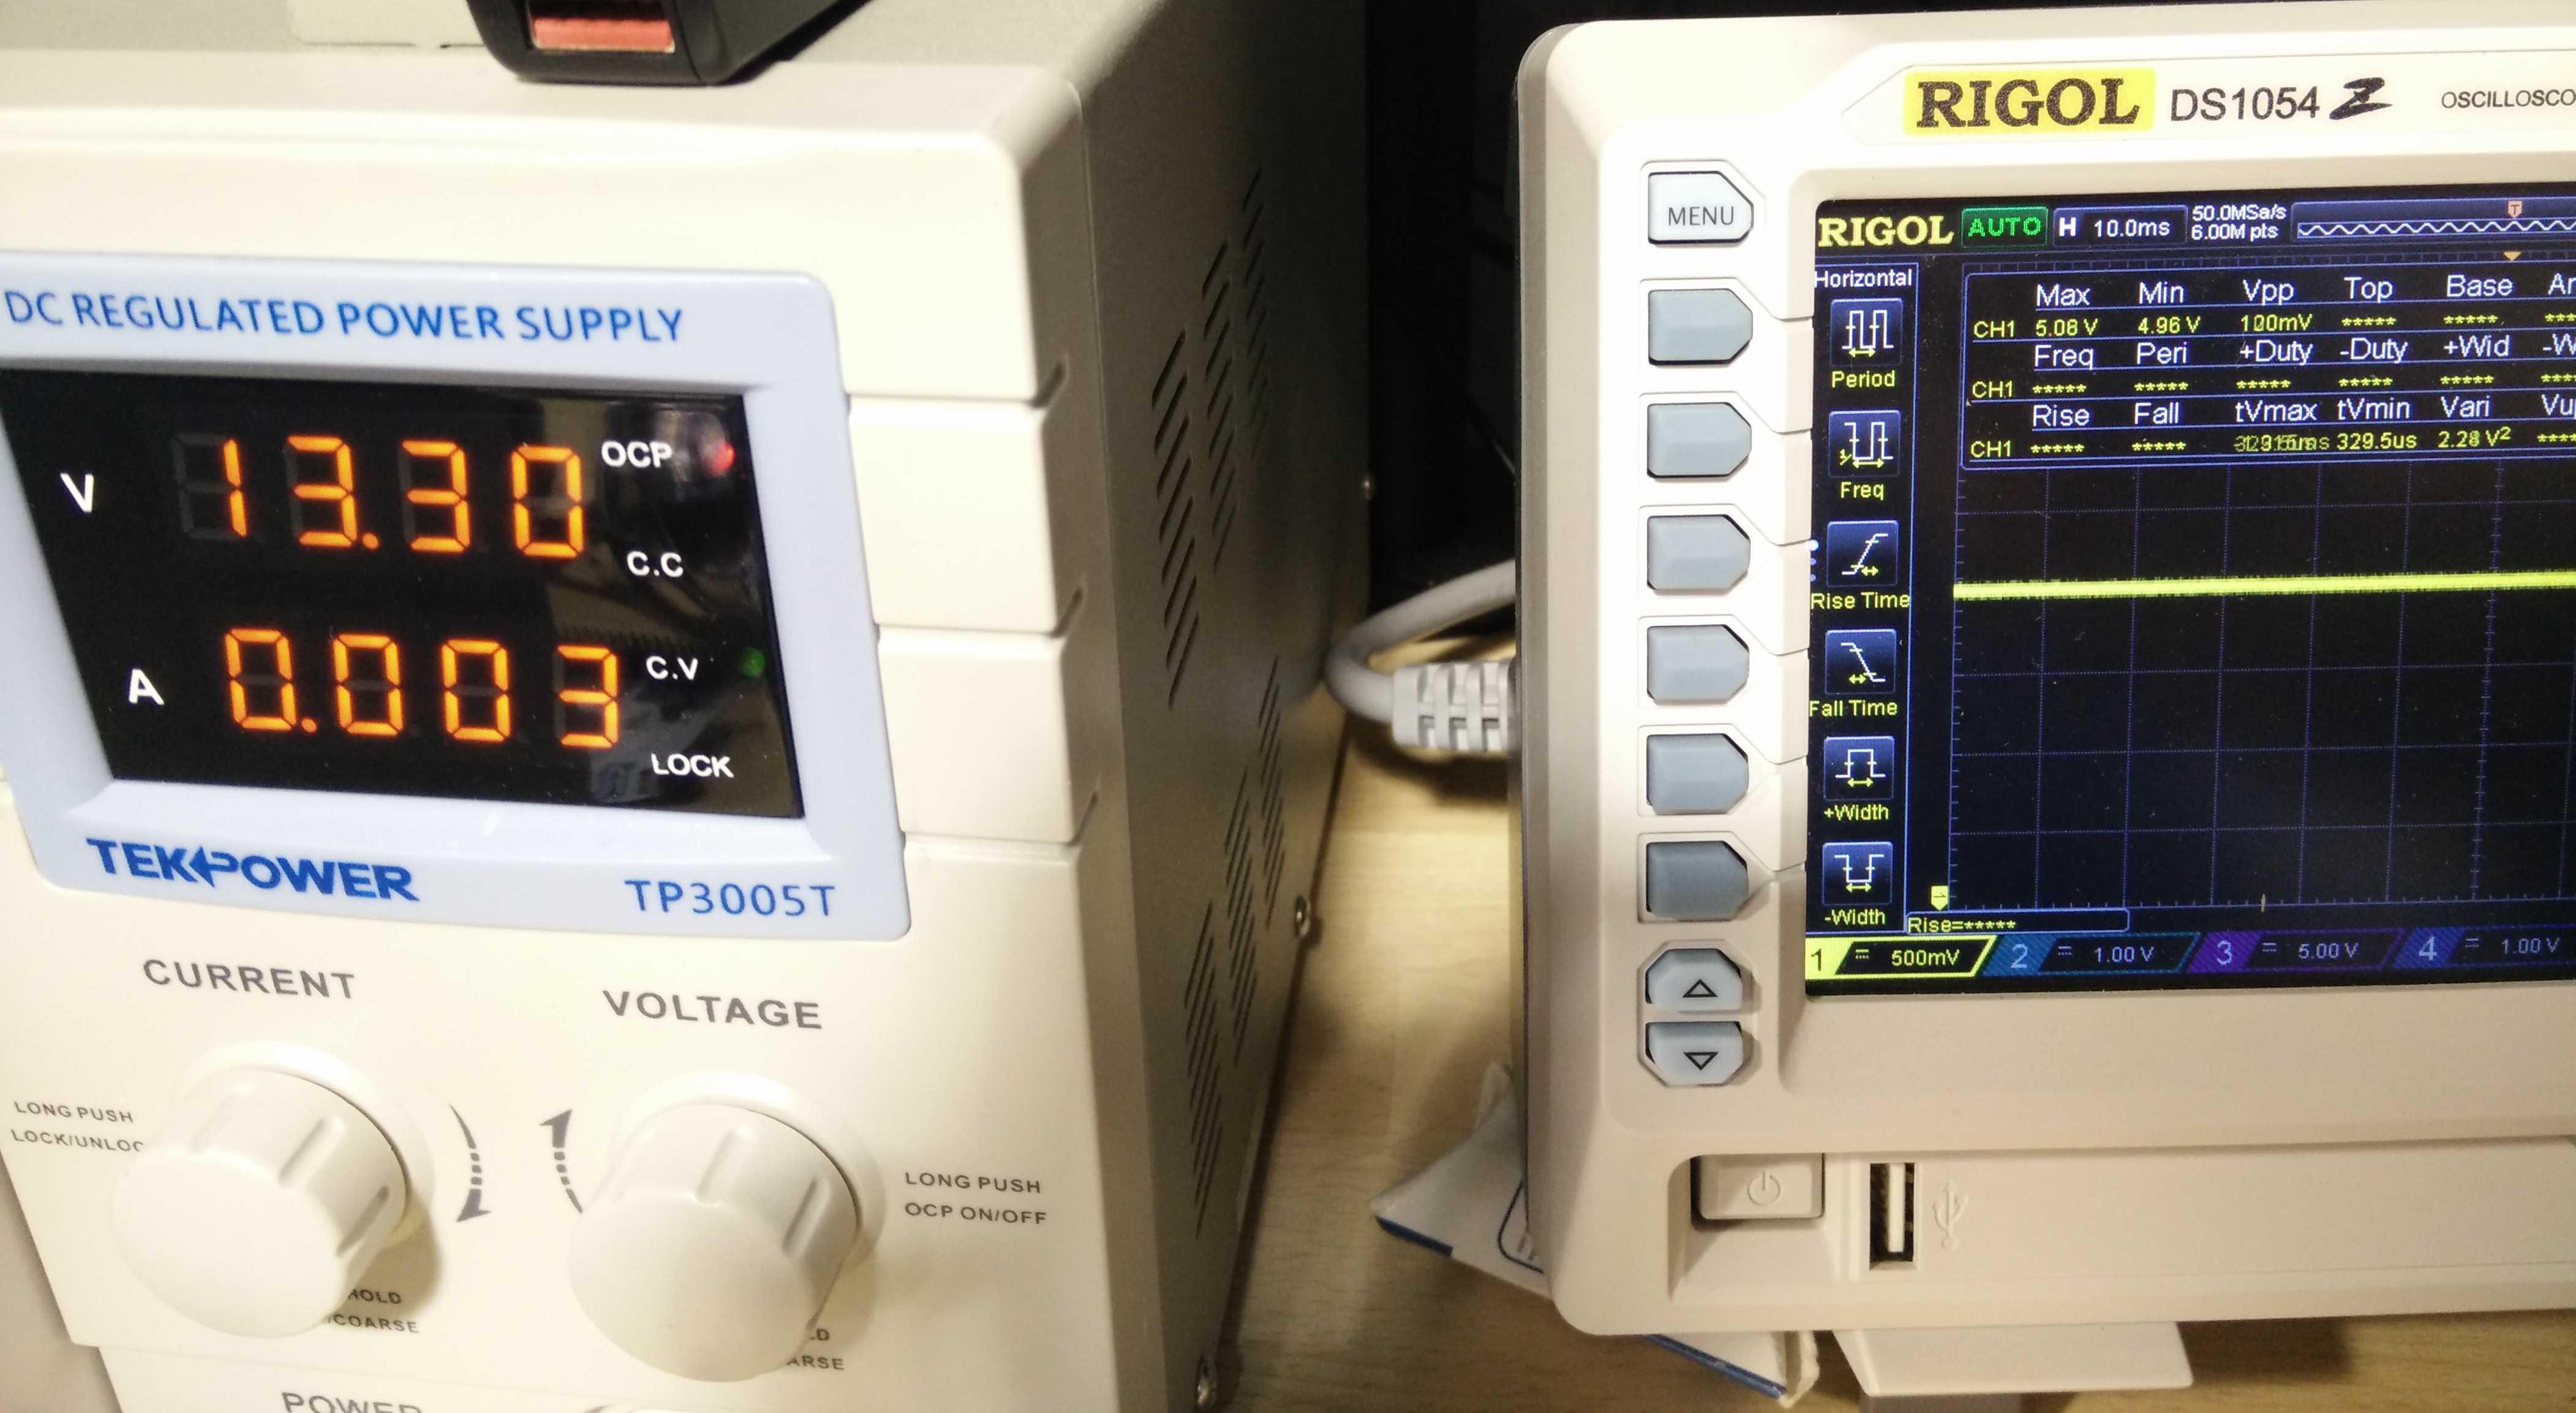 DC REGULATED POWER SUPPLY
V 13.30 OCP
C.C
A 0.003 C.V
LOCK
TEKPOWER TP3005T
CURRENT
VOLTAGE
LONG PUSH
LONG PUSH
OCP ON/OFF
POWER
RIGOL DS1054Z
MENU
RIGOL AUTO H 10.0ms 50.0MSa/s
6.00M pts
T
Horizontal
Max Min Vpp Top Base
CH1 5.08 V 4.96 V ***** *****
Freq Peri +Duty -Duty +Wid
CH1 ***** ***** ***** ***** *****
Rise Fall tVmax tVmin Vari
CH1 ***** ***** 329.5us 2.28 V²
Period
Freq
Rise Time
Fall Time
+Width
-Width
Rise=*****
1 = 500mV 2 = 1.00 V 3 = 5.00 V 4 = 1.00 V